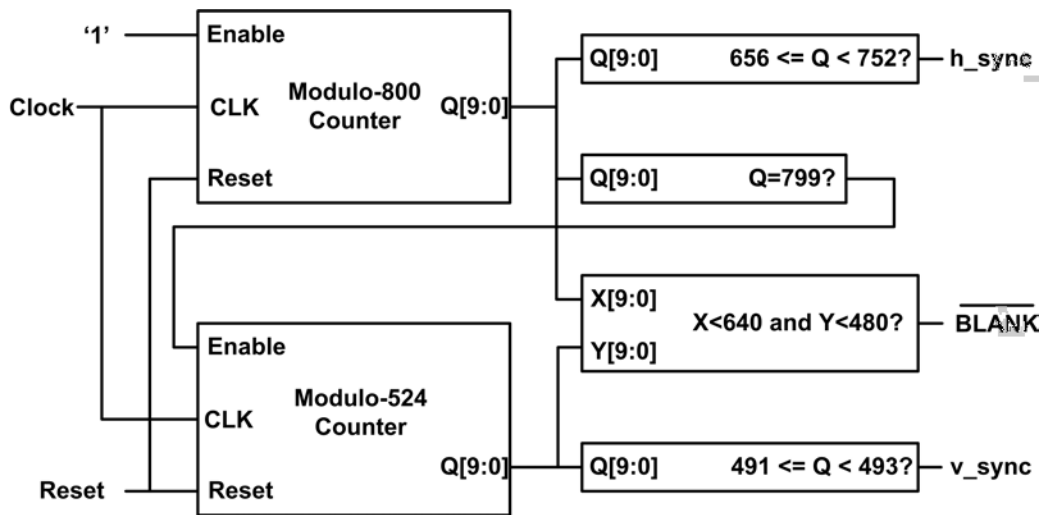 '1'
Enable
Modulo-800
Counter
CLK
Q[9:0]
Clock
Reset
Q[9:0] 656 <= Q < 752?
h_sync
Q[9:0] Q=799?
X[9:0]
X<640 and Y<480?
Y[9:0]
BLANK
Enable
Modulo-524
Counter
CLK
Q[9:0]
Reset
Reset
Q[9:0] 491 <= Q < 493?
v_sync